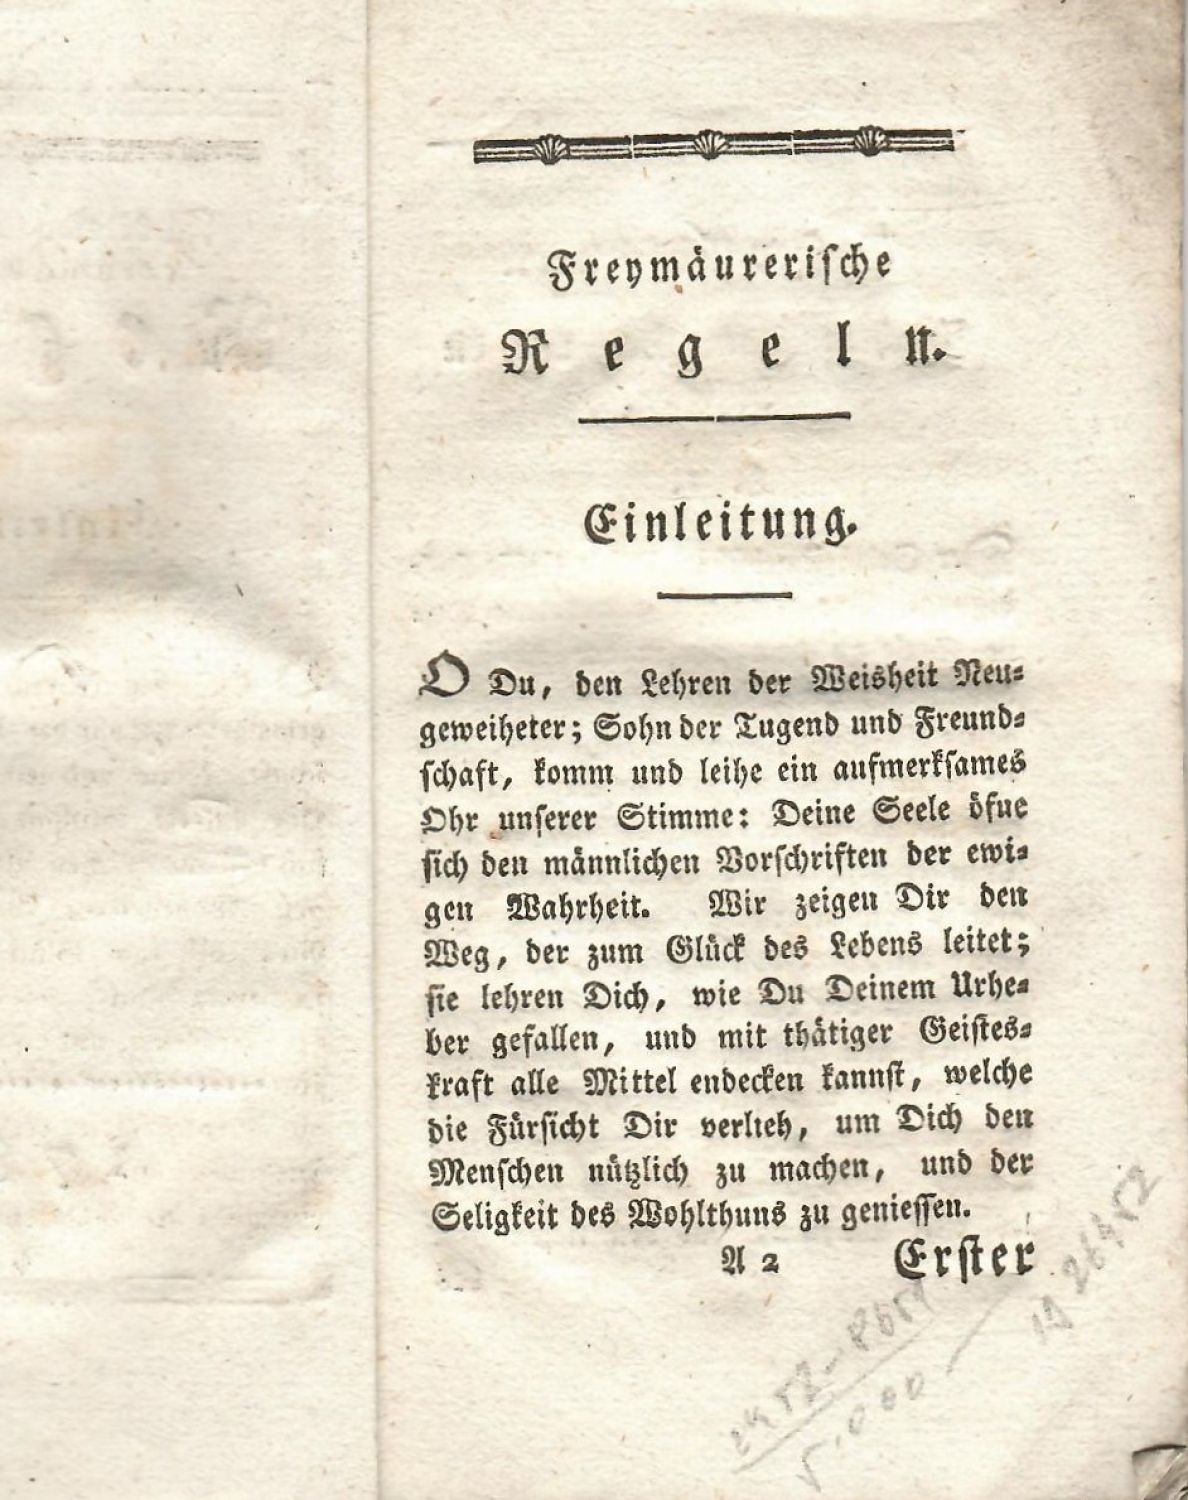 Freymäurerische
Regeln.
Einleitung.
O Du, den Lehren der Weisheit Neu-
geweiheter; Sohn der Tugend und Freund-
schaft, komm und leihe ein aufmerksames
Ohr unserer Stimme: Deine Seele öfne
sich den männlichen Vorschriften der ewi-
gen Wahrheit. Wir zeigen Dir den
Weg, der zum Glück des Lebens leitet;
sie lehren Dich, wie Du Deinem Urhe-
ber gefallen, und mit thätiger Geistes-
kraft alle Mittel endecken kannst, welche
die Fürsicht Dir verlieh, um Dich den
Menschen nützlich zu machen, und der
Seligkeit des Wohlthuns zu geniessen.
A 2 Erster
5.000